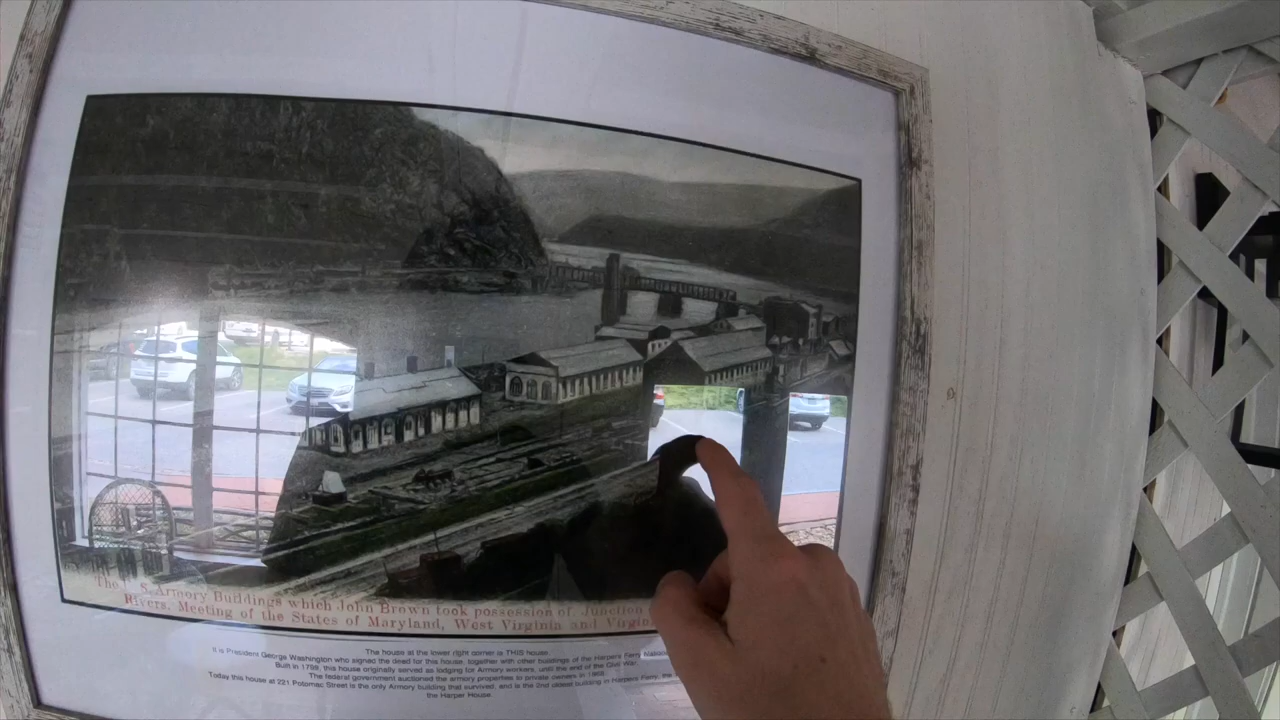 The U. S. Armory Buildings which John Brown took possession of. Junction
Rivers. Meeting of the States of Maryland, West Virginia and Virgin
The house at the lower right corner is THIS house.
It is President George Washington who signed the deed for this house, together with other buildings of the Harpers Ferry
Built in 1799, this house originally served as lodging for Armory workers, until the end of the Civil War.
The federal government auctioned the armory properties to private owners in
Today this house at 221 Potomac Street is the only Armory building that survived, and is the 2nd oldest building in Harpers Ferry, the
the Harper House.